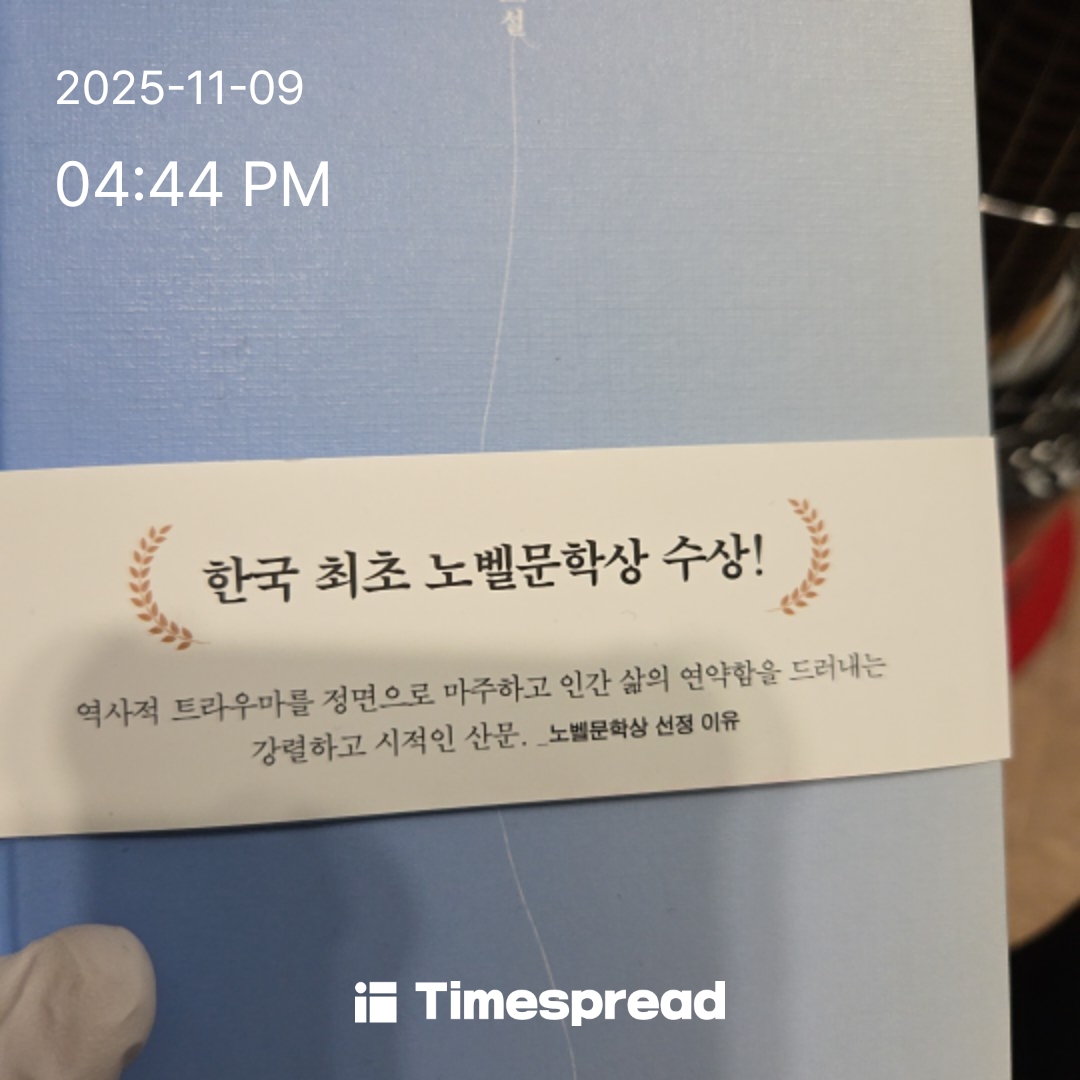 설
2025-11-09
04:44 PM
한국 최초 노벨문학상 수상!
역사적 트라우마를 정면으로 마주하고 인간 삶의 연약함을 드러내는
강렬하고 시적인 산문. _노벨문학상 선정 이유
Timespread